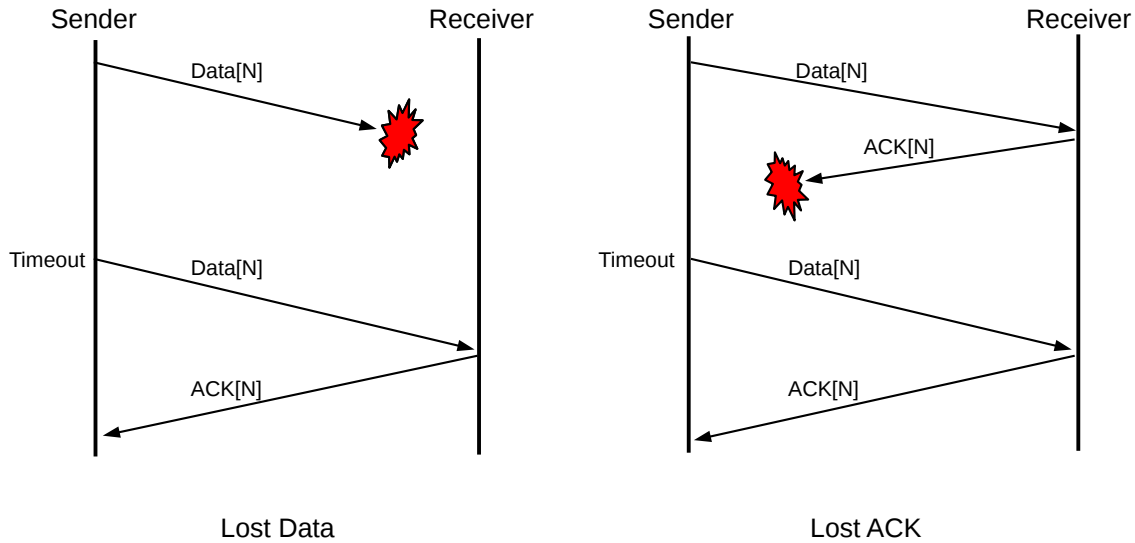 Sender
Receiver
Data[N]
Timeout
Data[N]
ACK[N]
Lost Data
Sender
Receiver
Data[N]
ACK[N]
Timeout
Data[N]
ACK[N]
Lost ACK